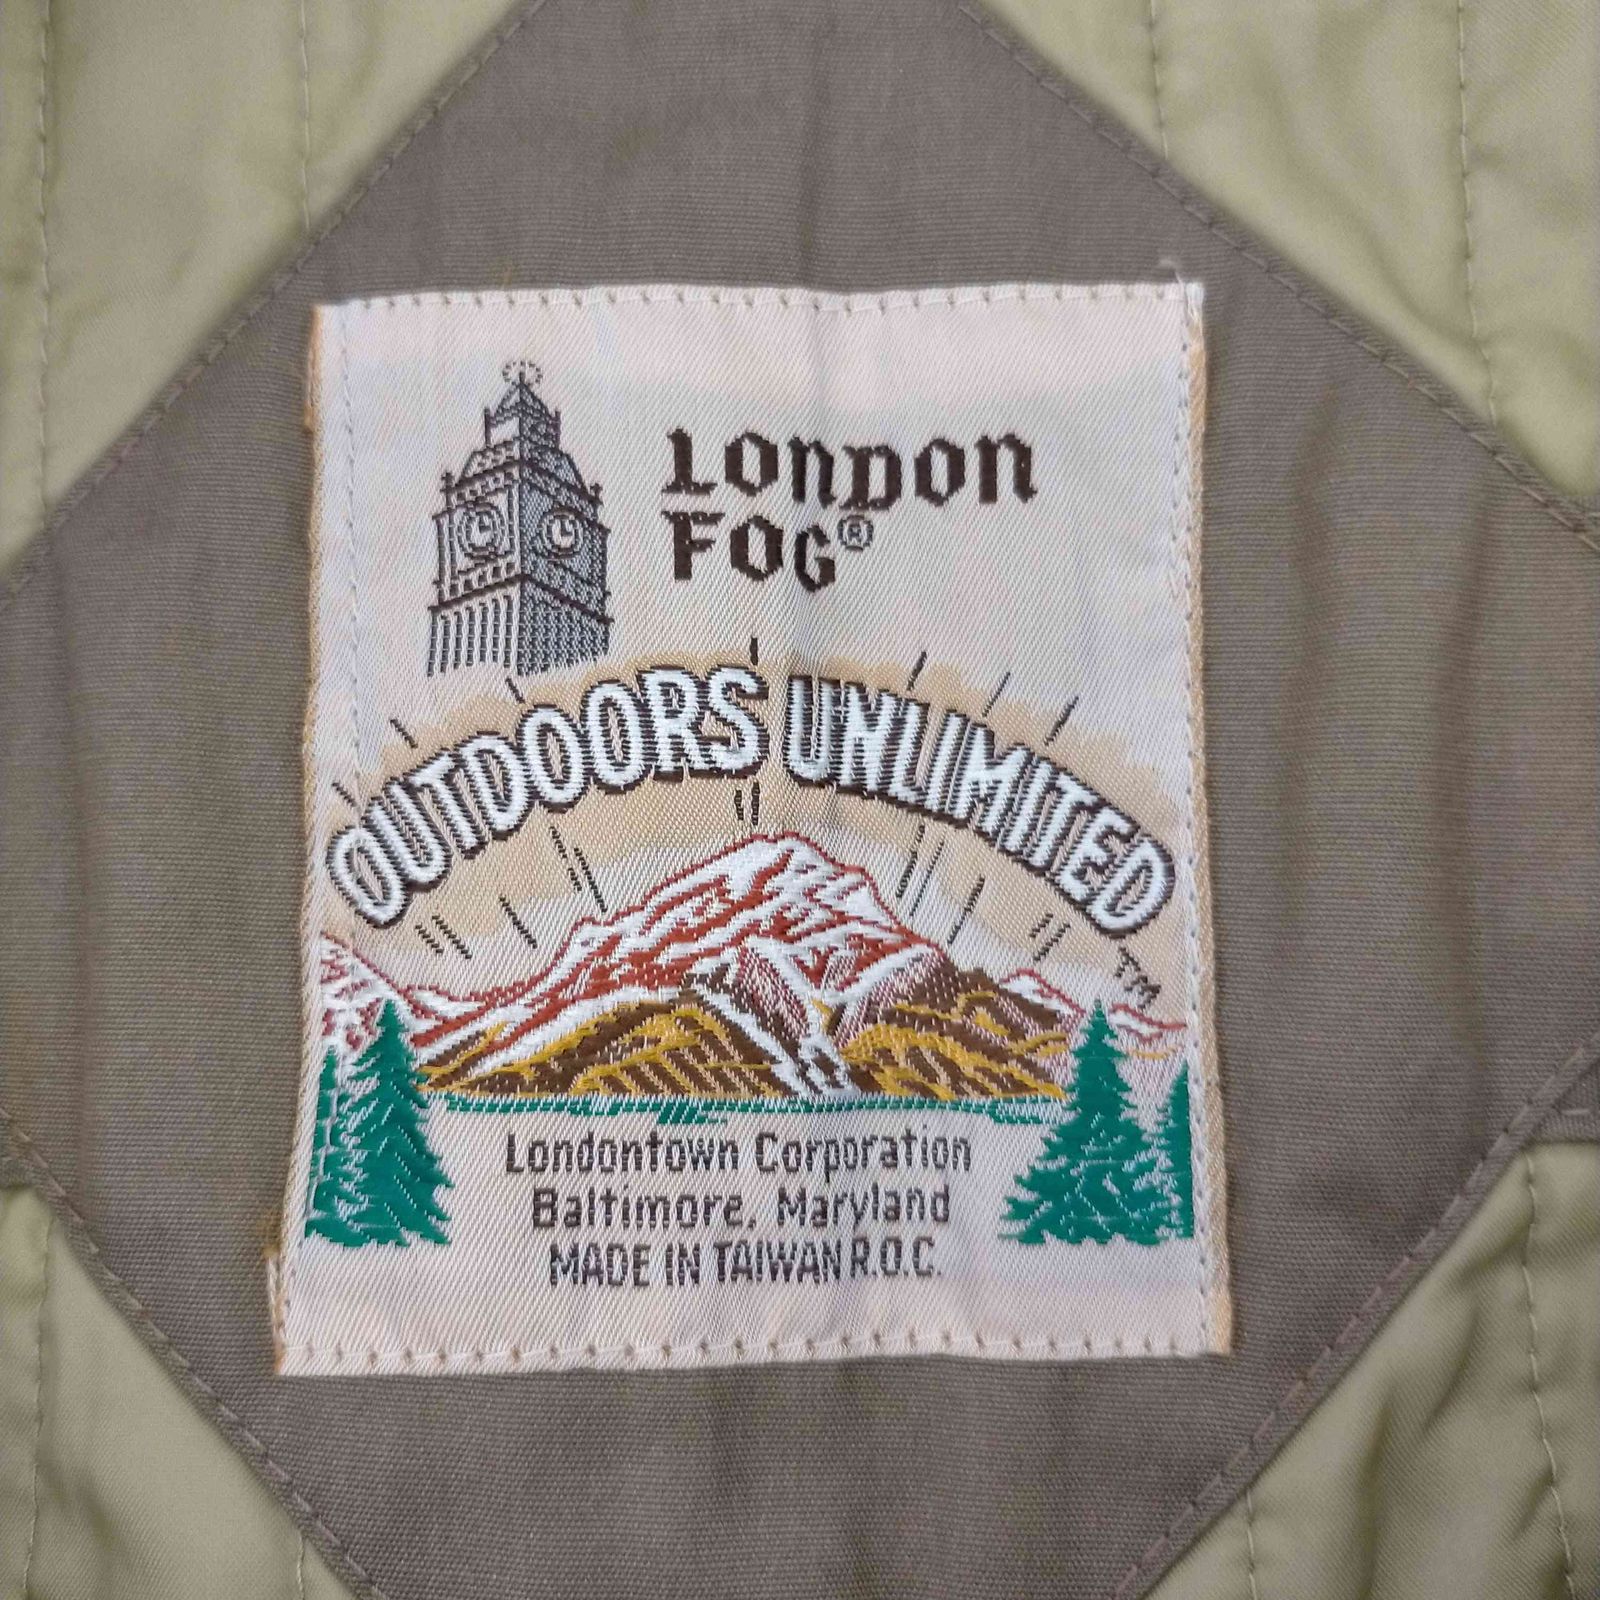 LONDON
FOG®
OUTDOORS UNLIMITED
TM
Londontown Corporation
Baltimore, Maryland
MADE IN TAIWAN R.O.C.